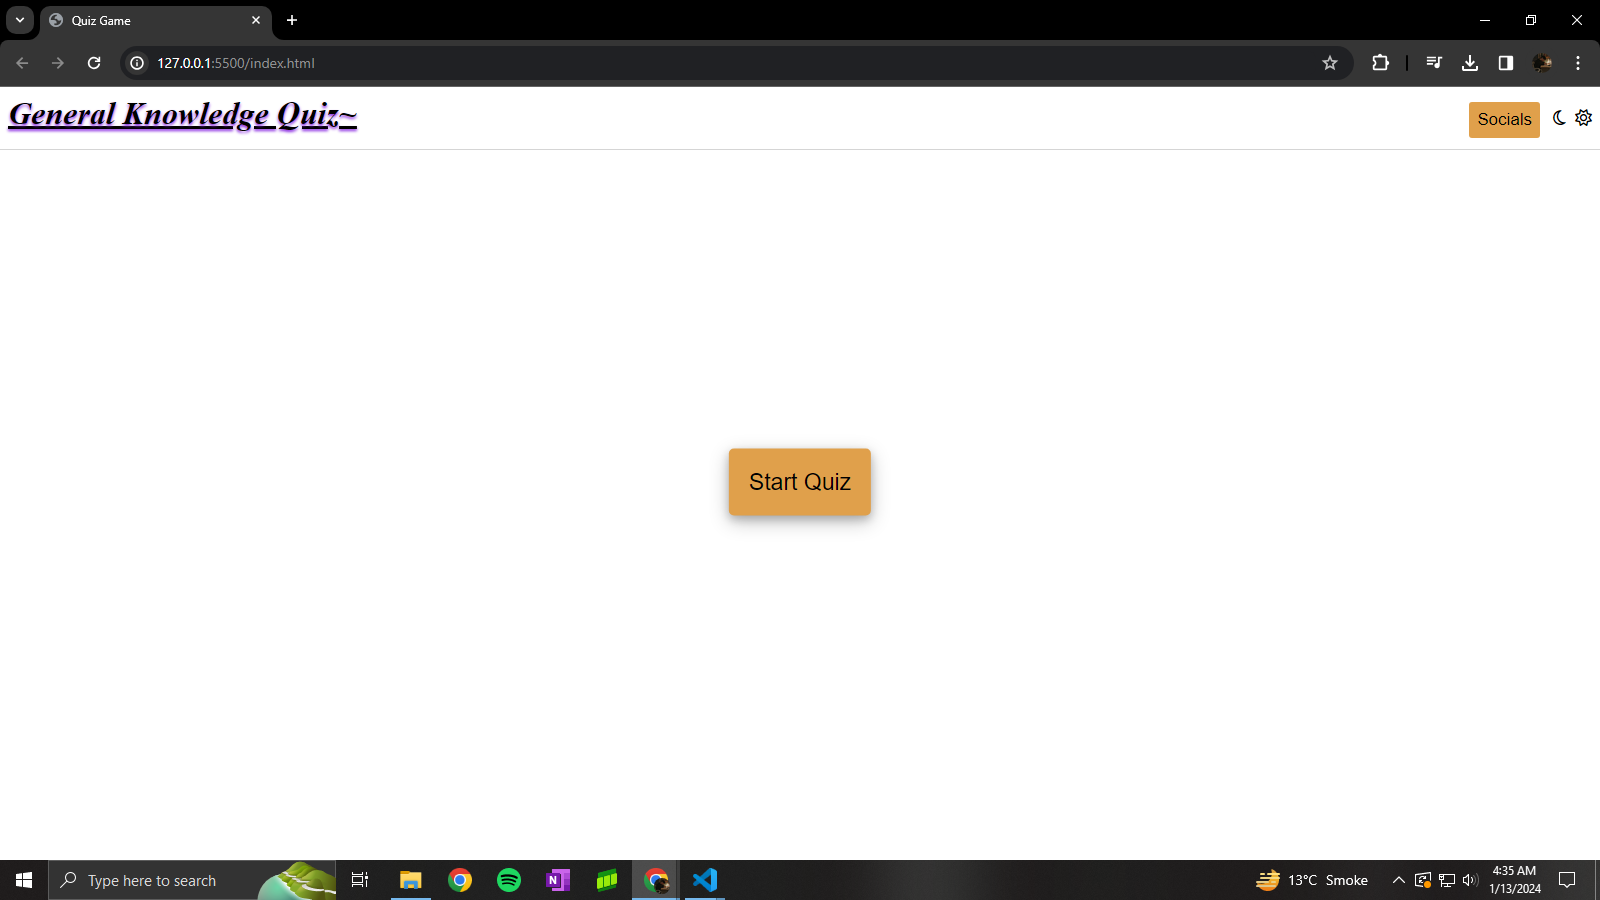 Quiz Game
127.0.0.1:5500/index.html
General Knowledge Quiz~
Socials
Start Quiz
Type here to search
N
13°C Smoke
4:35 AM
1/13/2024